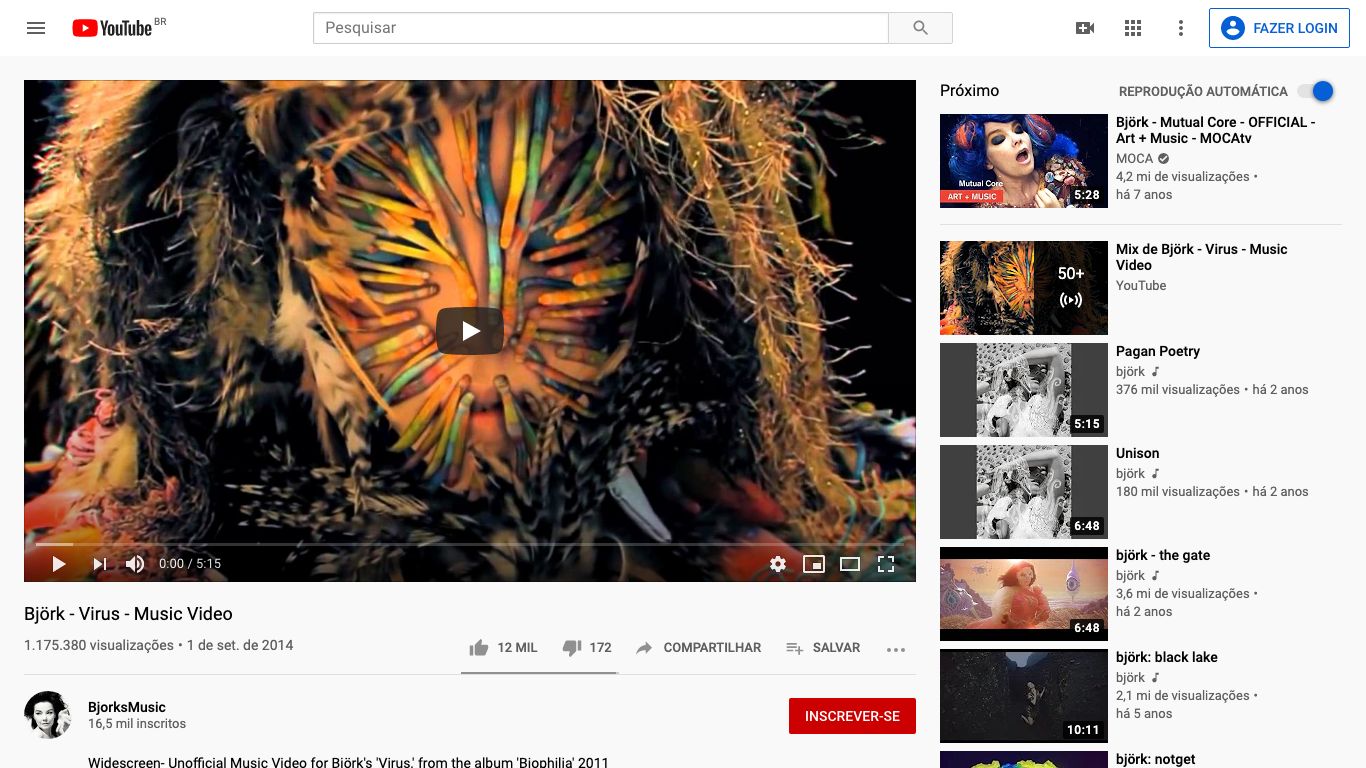 YouTube BR
Pesquisar
FAZER LOGIN
0:00 / 5:15
Björk - Virus - Music Video
1.175.380 visualizações • 1 de set. de 2014
12 MIL
172
COMPARTILHAR
SALVAR
BjorksMusic
16,5 mil inscritos
INSCREVER-SE
Widescreen- Unofficial Music Video for Björk's 'Virus,' from the album 'Biophilia' 2011
Próximo
REPRODUÇÃO AUTOMÁTICA
Mutual Core
ART + MUSIC
5:28
Björk - Mutual Core - OFFICIAL -
Art + Music - MOCAtv
MOCA
4,2 mi de visualizações •
há 7 anos
50+
Mix de Björk - Virus - Music
Video
YouTube
5:15
Pagan Poetry
björk
376 mil visualizações • há 2 anos
6:48
Unison
björk
180 mil visualizações • há 2 anos
6:48
björk - the gate
björk
3,6 mi de visualizações •
há 2 anos
10:11
björk: black lake
björk
2,1 mi de visualizações •
há 5 anos
björk: notget